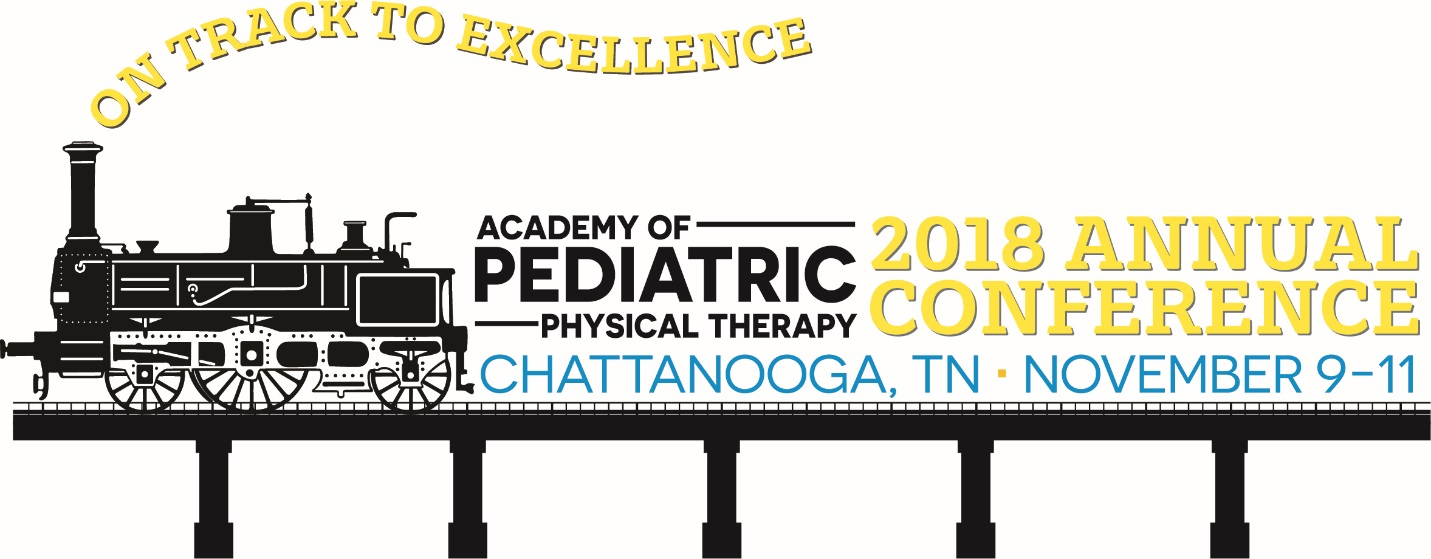 ON TRACK TO EXCELLENCE
ACADEMY OF
PEDIATRIC
PHYSICAL THERAPY
2018 ANNUAL
CONFERENCE
CHATTANOOGA, TN · NOVEMBER 9–11